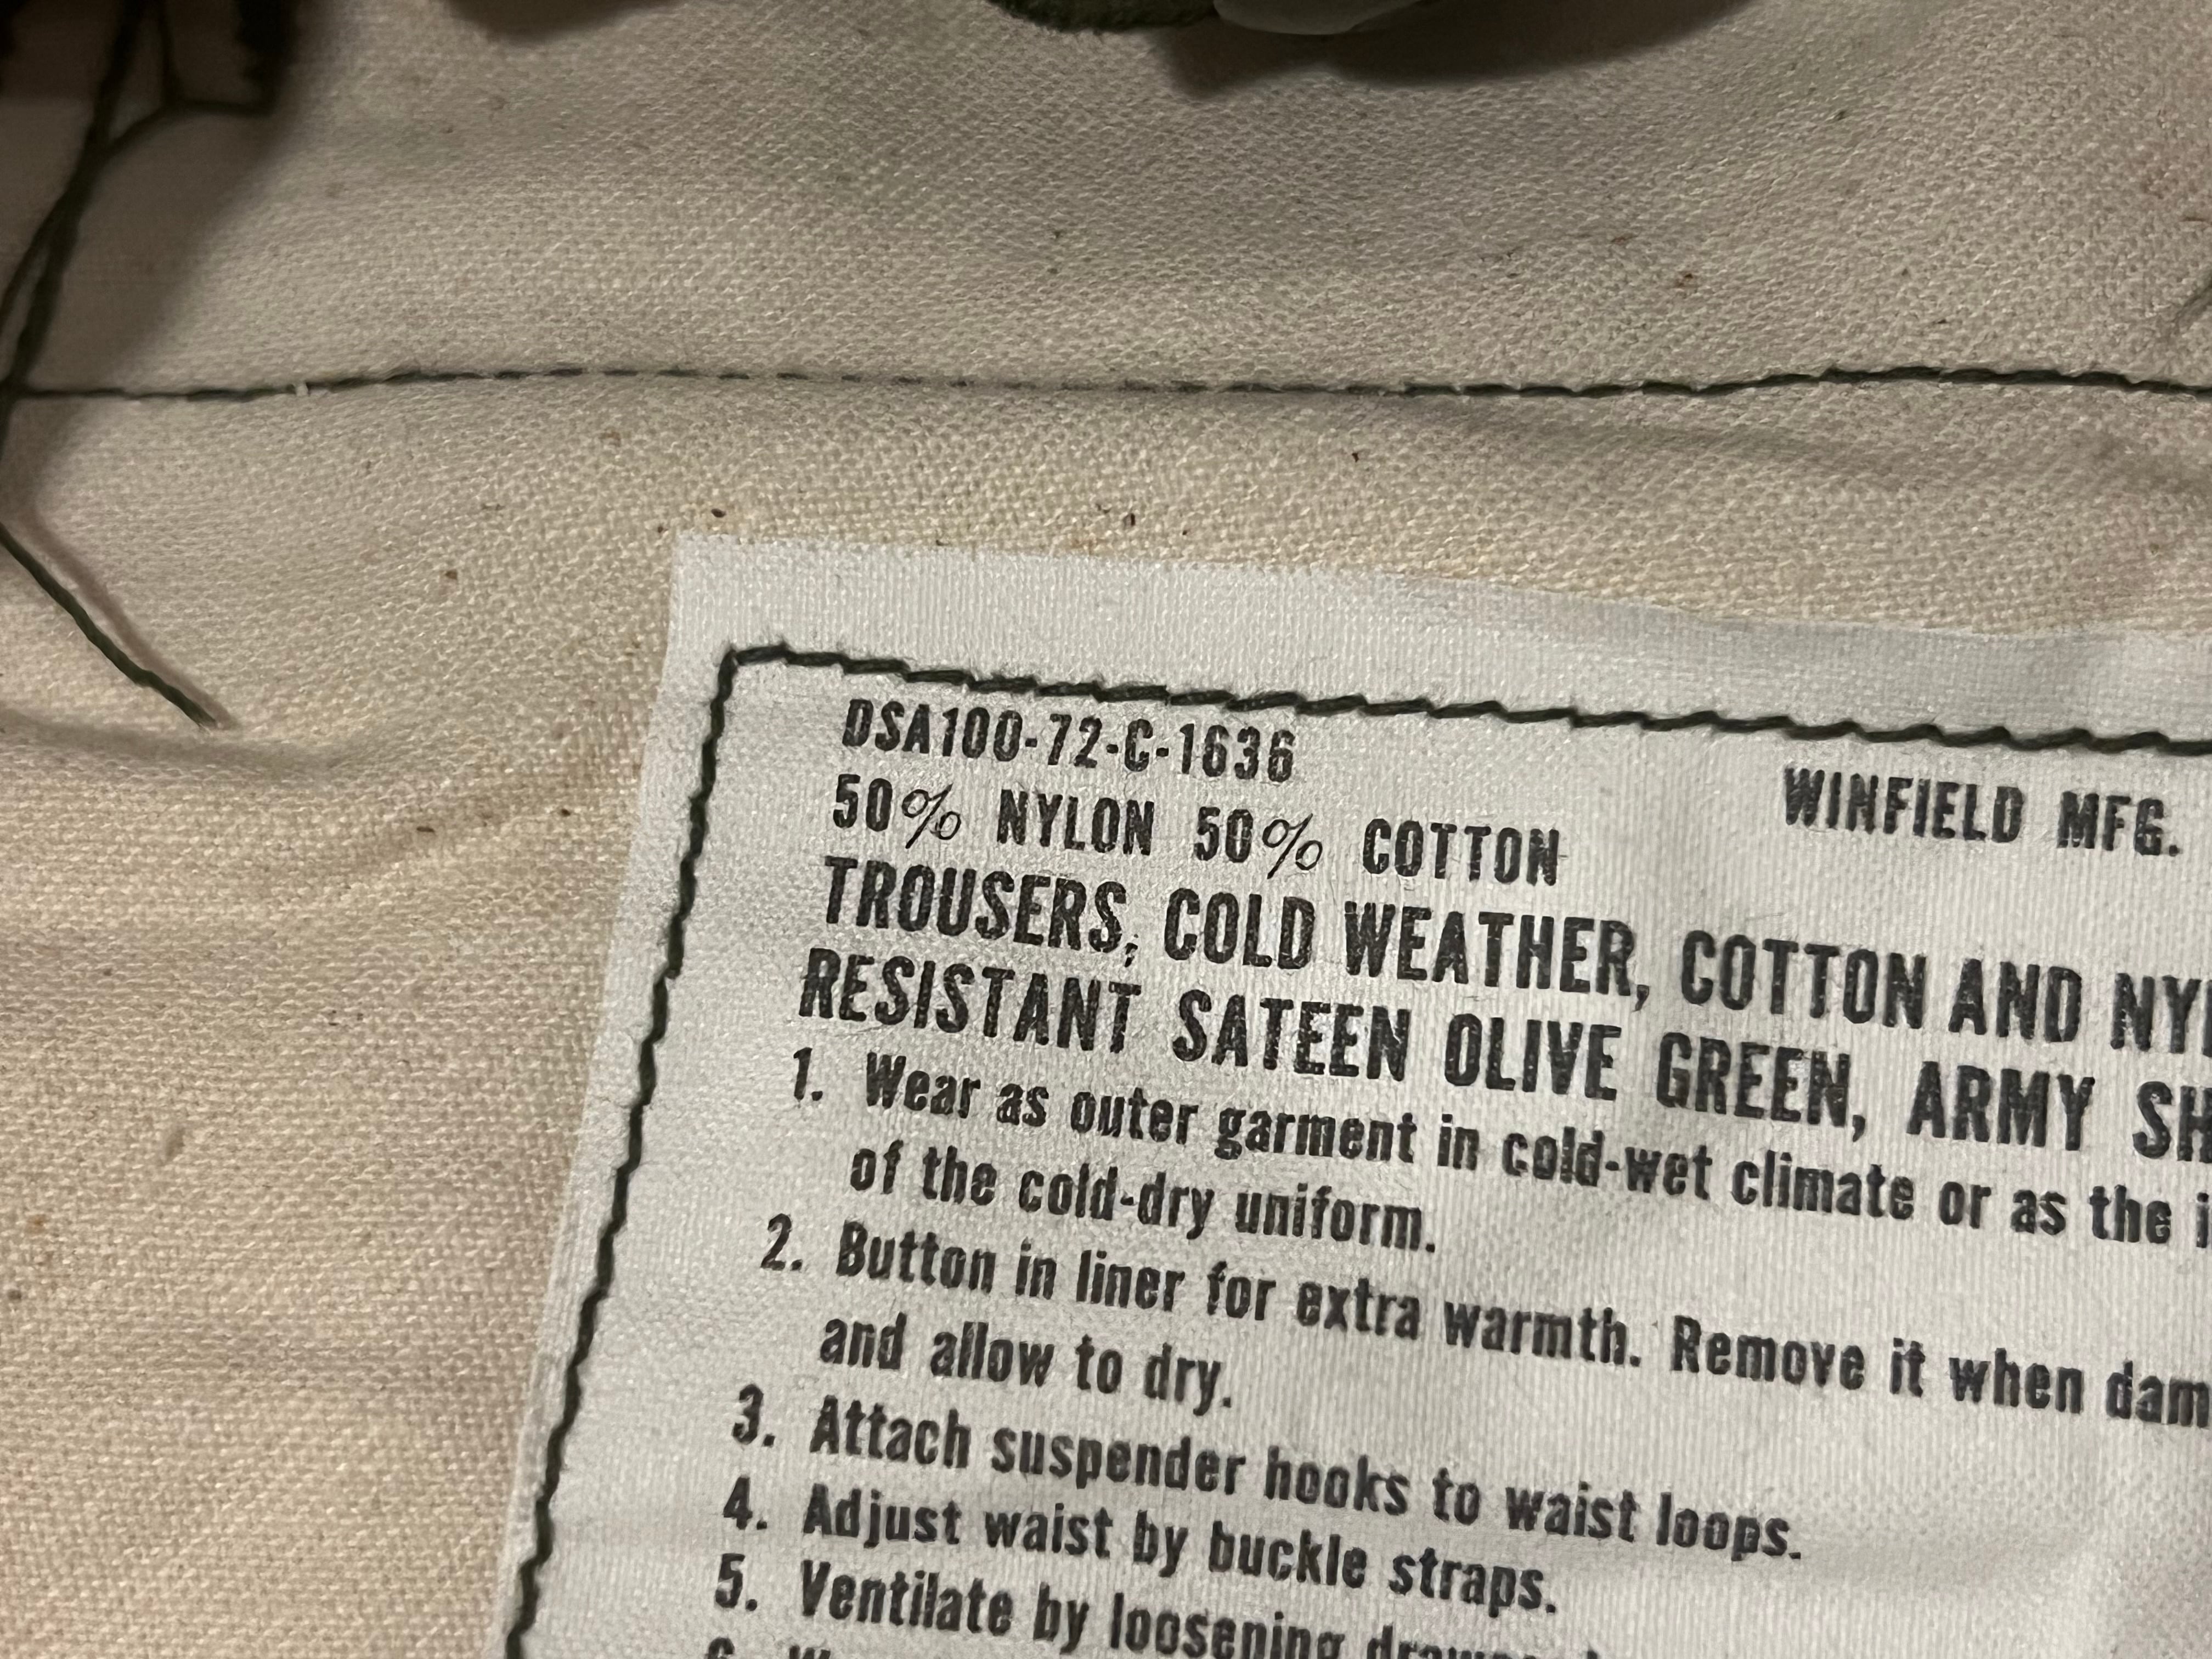 DSA100-72-C-1636
WINFIELD MFG.
50% NYLON 50% COTTON
TROUSERS, COLD WEATHER, COTTON AND
RESISTANT SATEEN OLIVE GREEN, ARMY
1. Wear as outer garment in cold-wet climate or as the
of the cold-dry uniform.
2. Button in liner for extra warmth. Remove it when
and allow to dry.
3. Attach suspender hooks to waist loops.
4. Adjust waist by buckle straps.
5. Ventilate by loosening